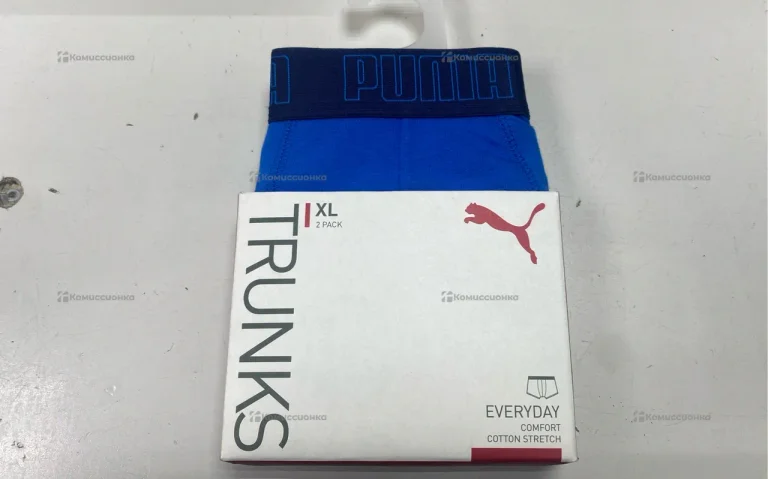 Комиссионка
Комиссионка
A PUMA
Комиссионка
Комиссионка
XL
2 PACK
TRUNKS
Комиссионка
Комиссионка
EVERYDAY
COMFORT
COTTON STRETCH
Комиссионка
Комиссионка